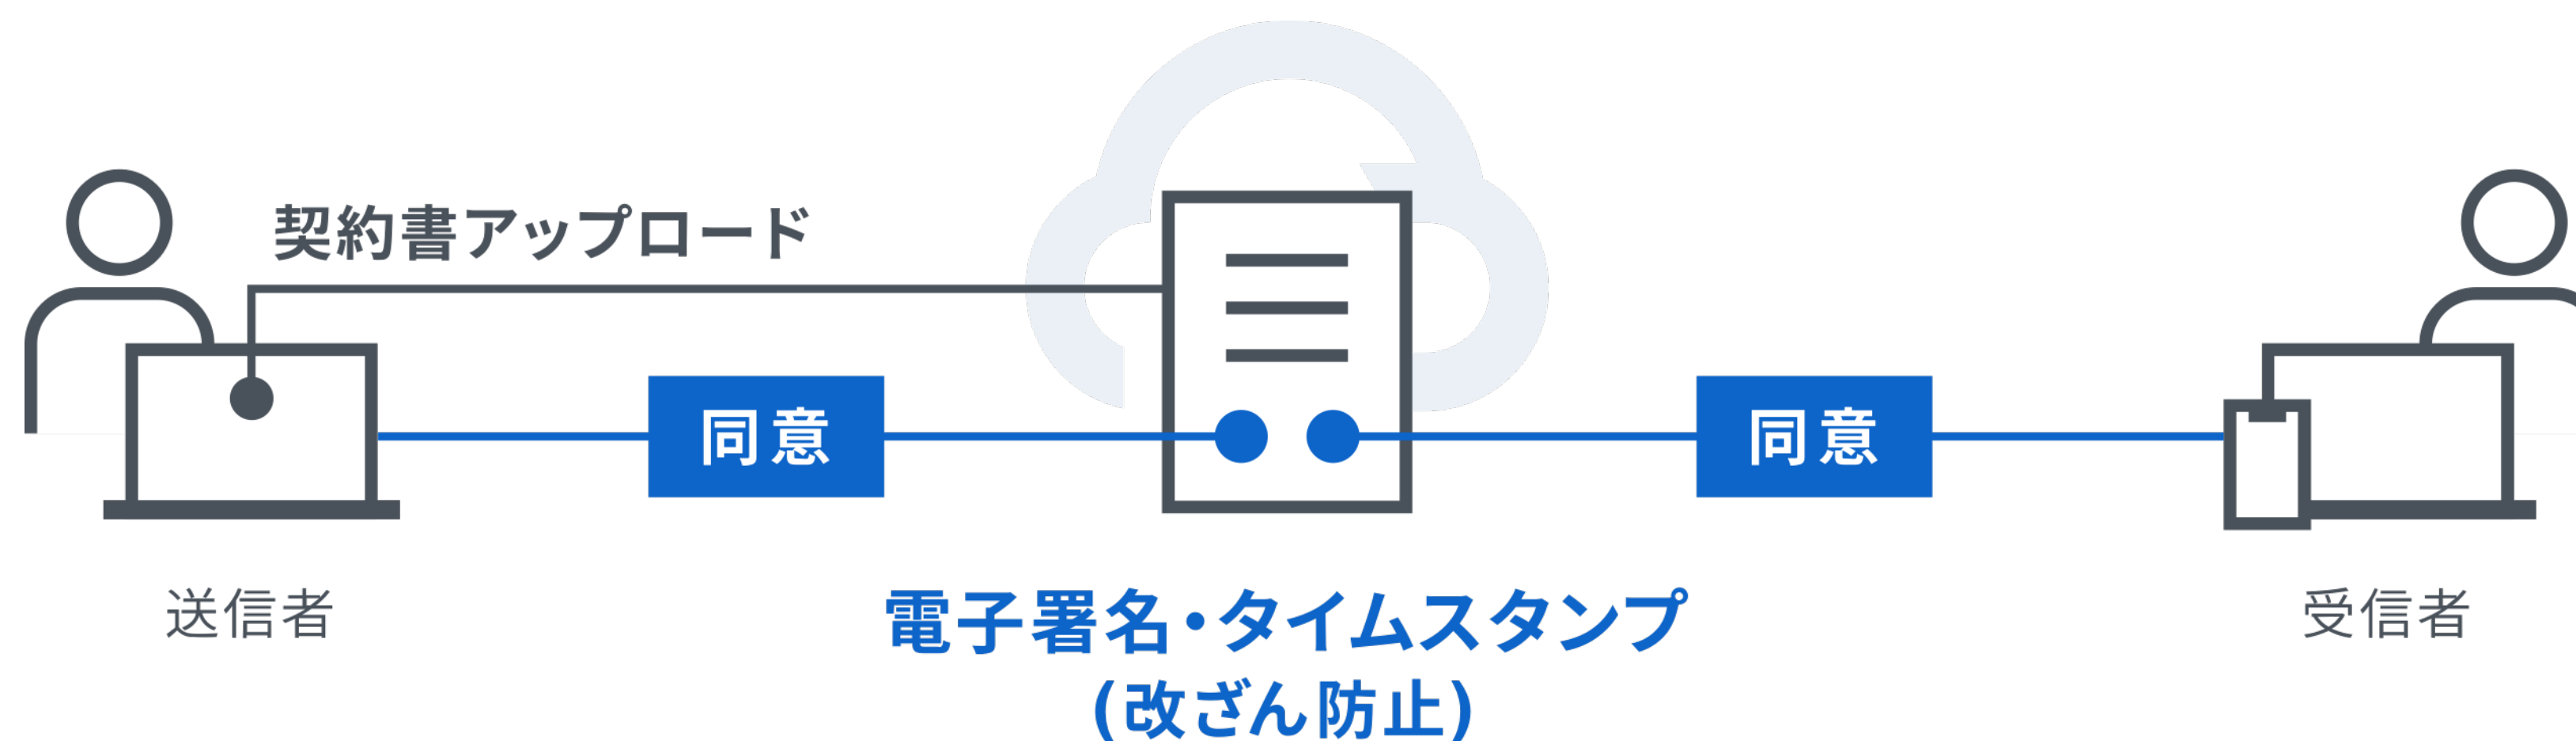 契約書アップロード
同意
同意
送信者
電子署名・タイムスタンプ
(改ざん防止)
受信者